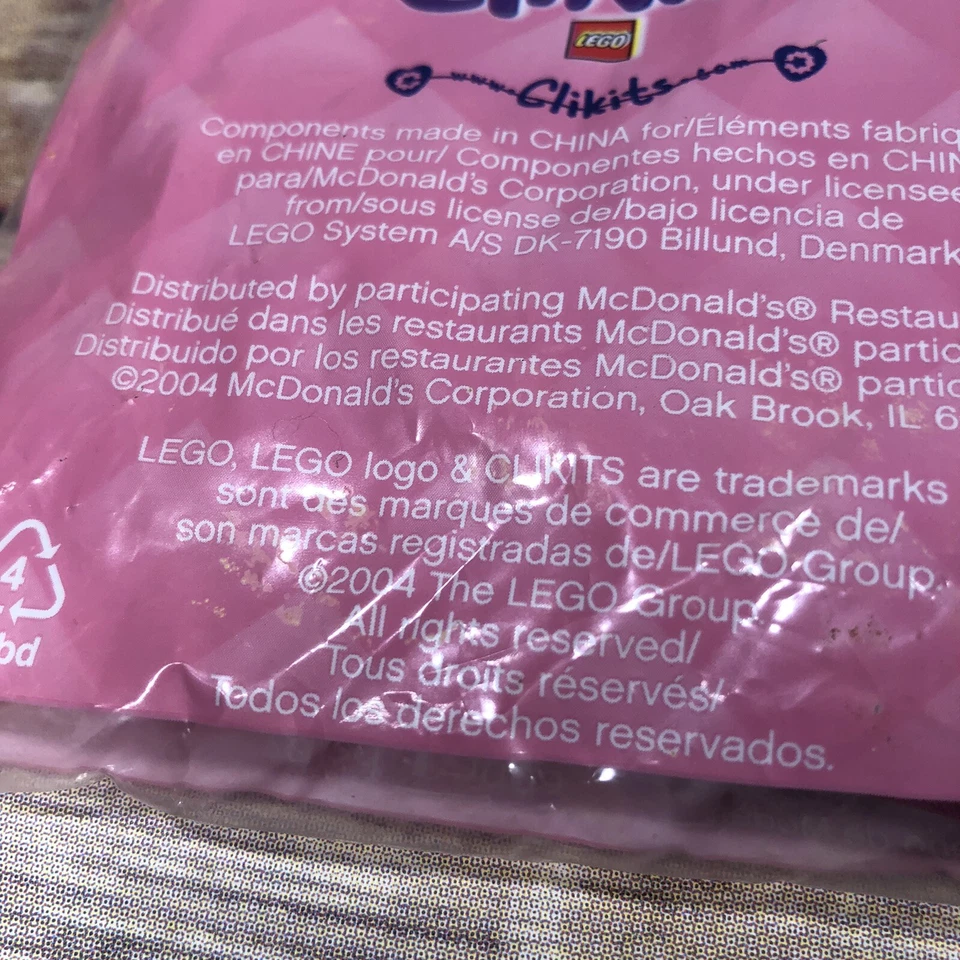 LEGO
www.Clikits.com
Components made in CHINA for/Éléments fabriq
en CHINE pour/ Componentes hechos en CHIN
para/McDonald's Corporation, under licensee
from/sous license de/bajo licencia de
LEGO System A/S DK-7190 Billund, Denmark
Distributed by participating McDonald's® Restau
Distribué dans les restaurants McDonald's® partic
Distribuido por los restaurantes McDonald's® partic
©2004 McDonald's Corporation, Oak Brook, IL 6
LEGO, LEGO logo & CLIKITS are trademarks
sont des marques de commerce de/
son marcas registradas de/LEGO Group.
©2004 The LEGO Group
All rights reserved/
Tous droits réservés/
Todos los derechos reservados.
4